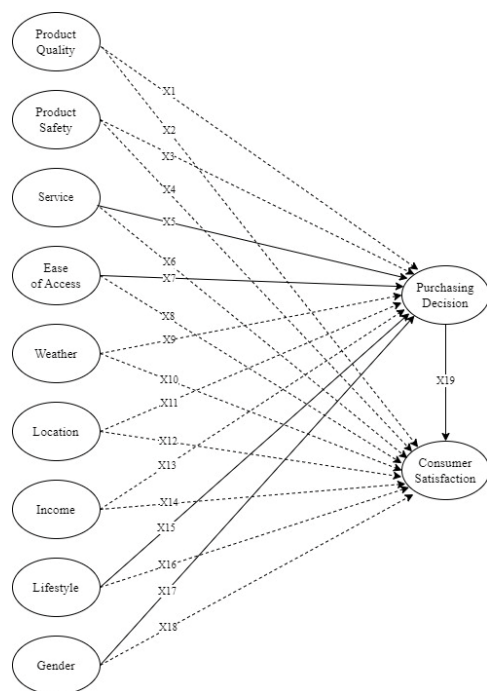 Product
Quality
X1
X2
Product
Safety
X3
X4
Service
X5
X6
Ease
of Access
X7
Purchasing
Decision
X8
X9
Weather
X10
X19
X11
Location
X12
X13
Consumer
Satisfaction
Income
X14
X15
X16
Lifestyle
X17
X18
Gender